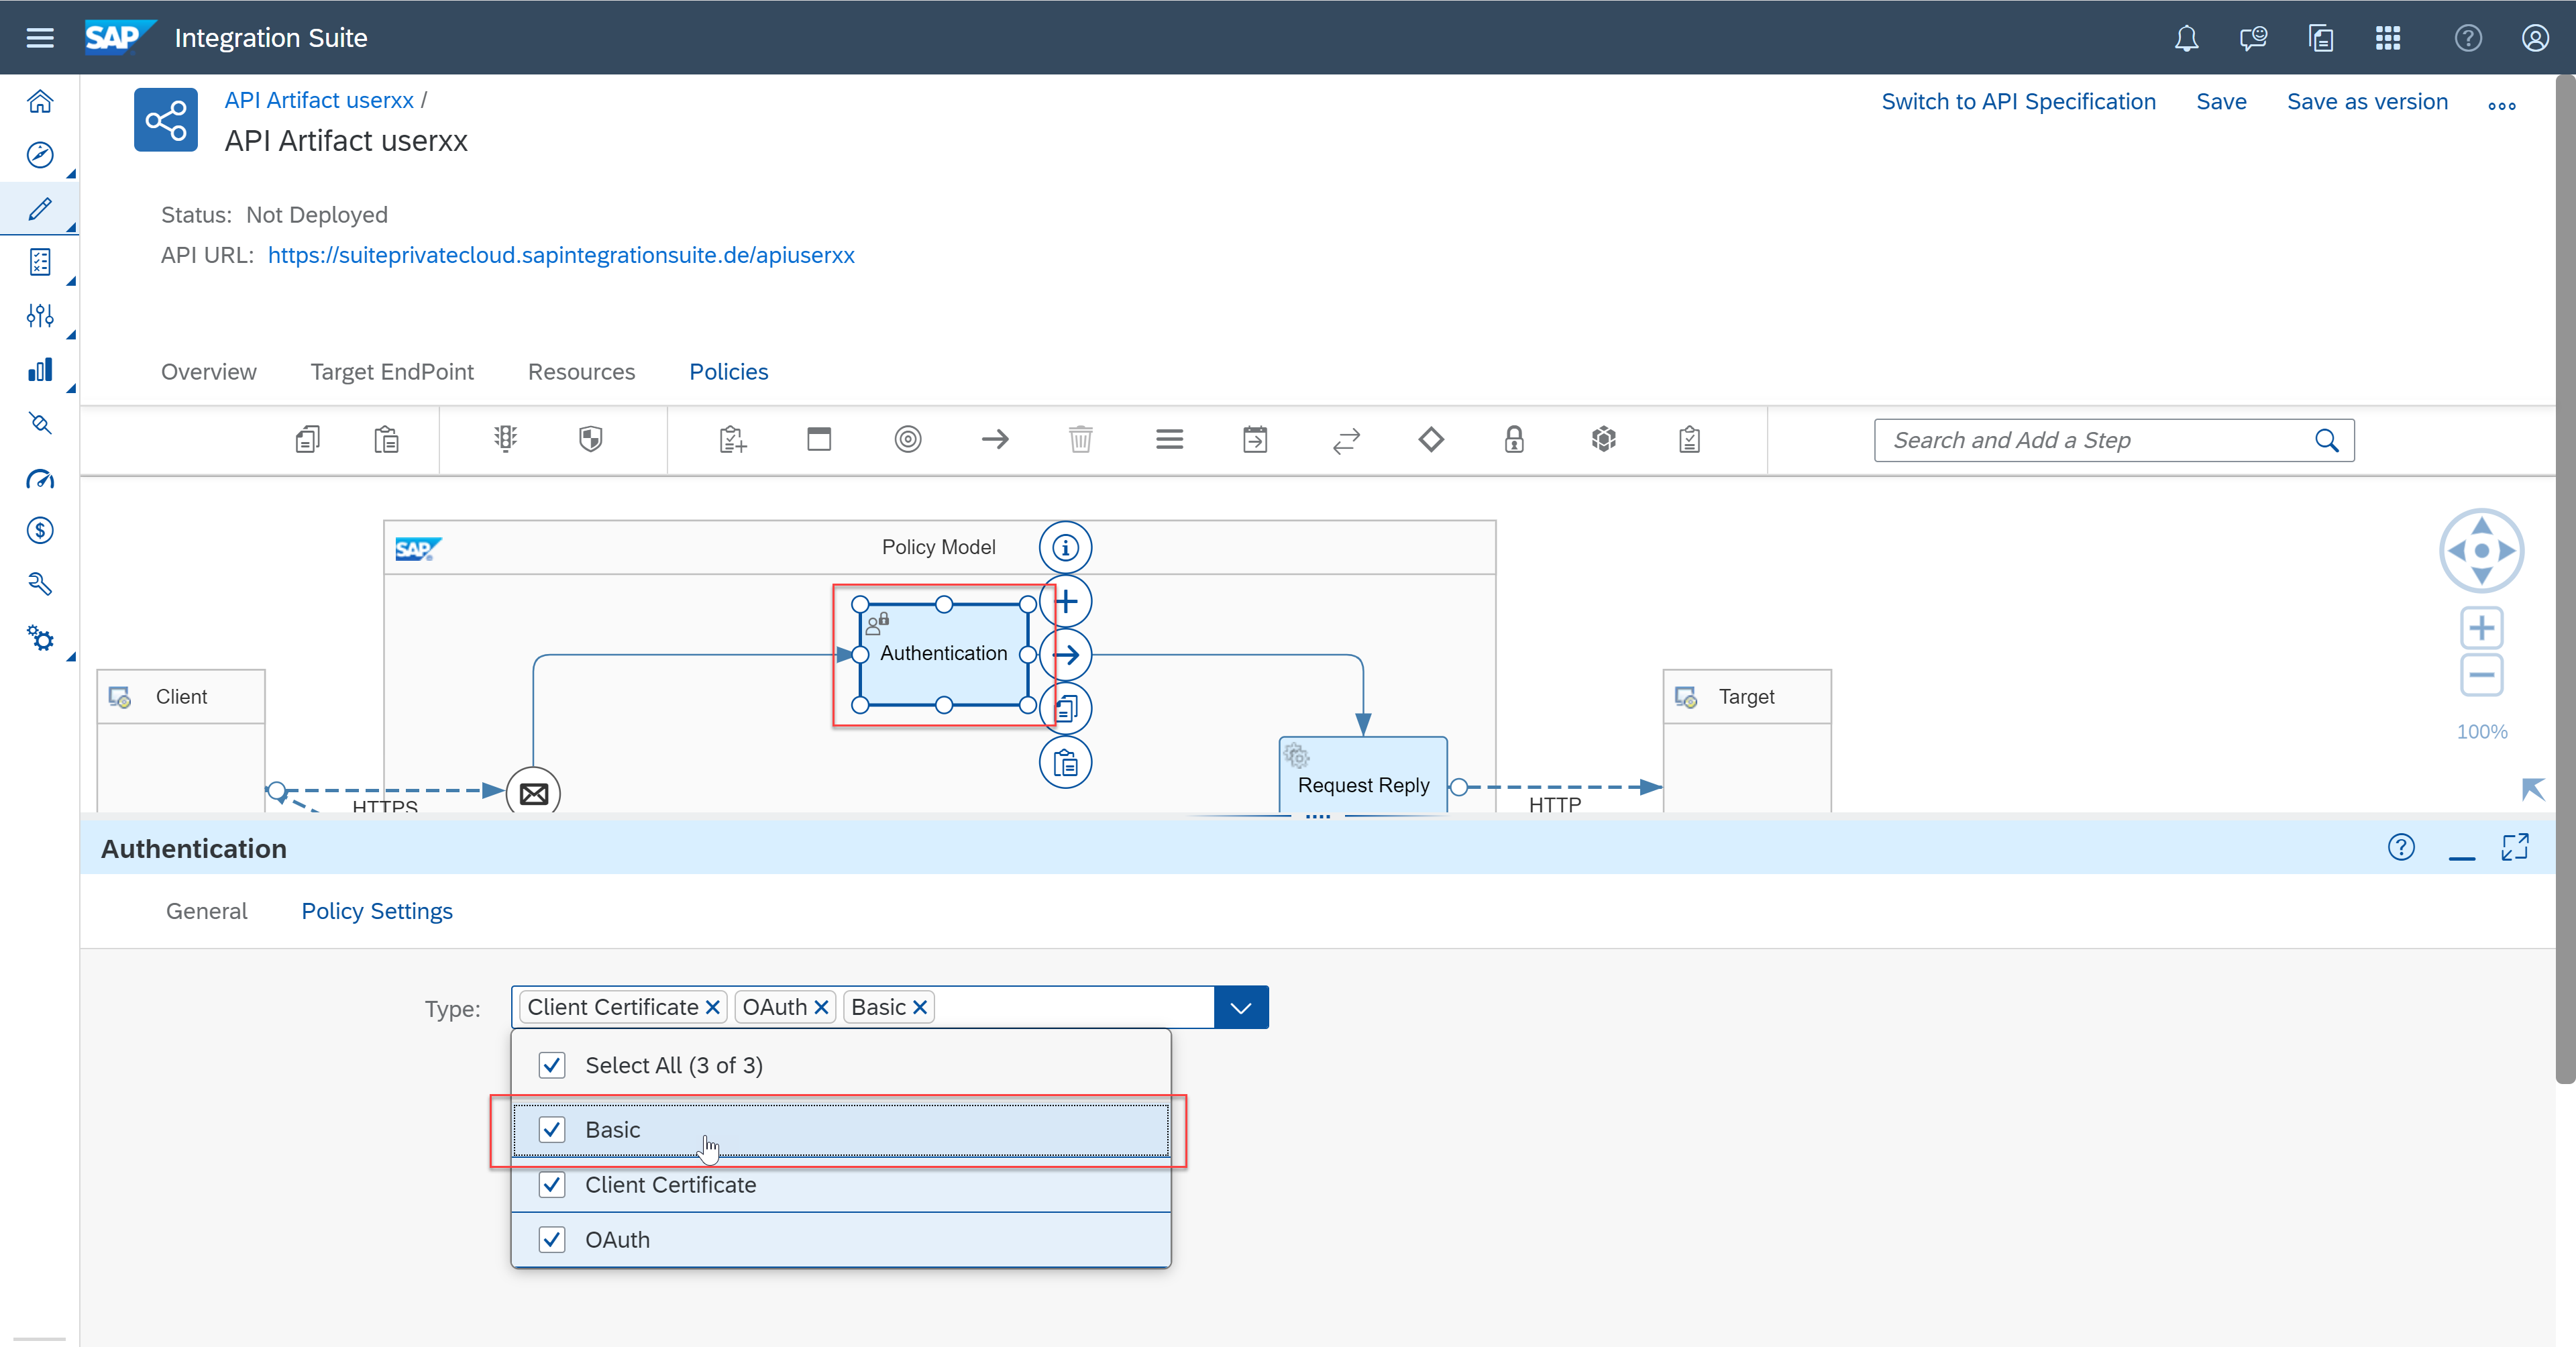 SAP Integration Suite
API Artifact userxx /
Switch to API Specification Save Save as version
API Artifact userxx
Status: Not Deployed
API URL: https://suiteprivatecloud.sapintegrationsuite.de/apiuserxx
Overview Target EndPoint Resources Policies
Search and Add a Step
SAP Policy Model
Authentication
Client
Target
100%
Request Reply
HTTPS
HTTP
Authentication
General Policy Settings
Type: Client Certificate OAuth Basic
Select All (3 of 3)
Basic
Client Certificate
OAuth